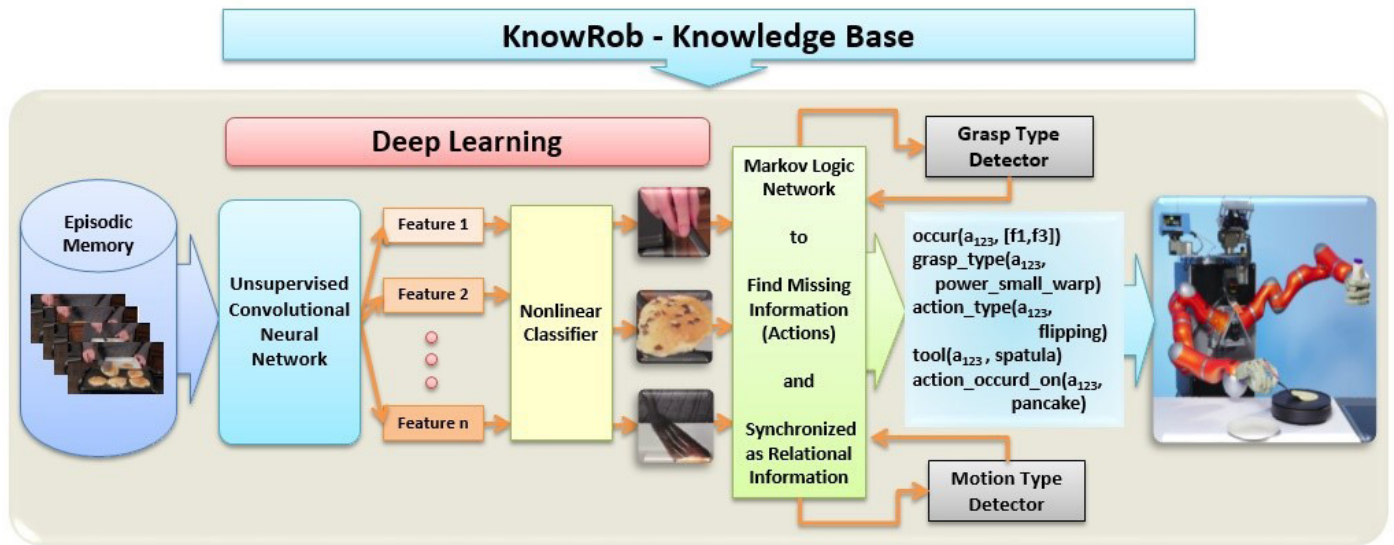 KnowRob - Knowledge Base
Deep Learning
Episodic
Memory
Unsupervised
Convolutional
Neural
Network
Feature 1
Feature 2
Feature n
Nonlinear
Classifier
Markov Logic
Network
to
Find Missing
Information
(Actions)
and
Synchronized
as Relational
Information
Grasp Type
Detector
occur(a₁₂₃, [f1,f3])
grasp_type(a₁₂₃,
power_small_warp)
action_type(a₁₂₃,
flipping)
tool(a₁₂₃ , spatula)
action_occurd_on(a₁₂₃,
pancake)
Motion Type
Detector